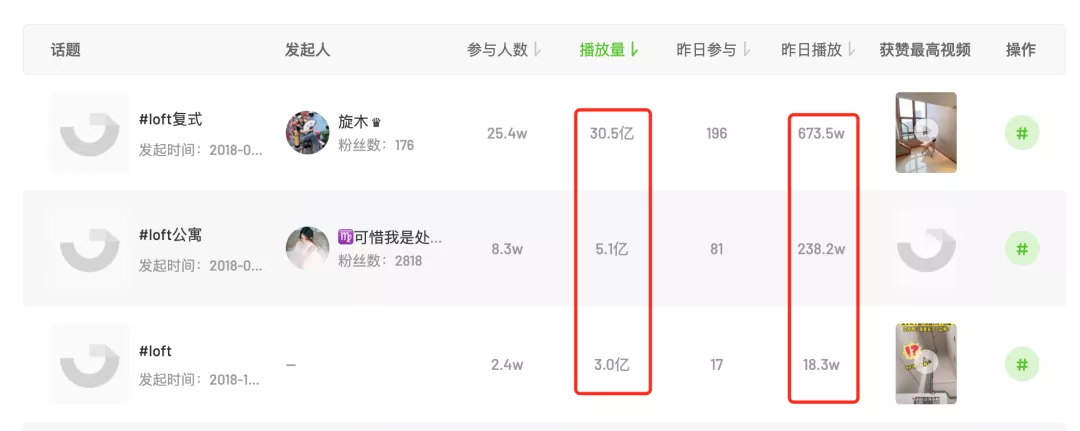 话题 发起人 参与人数 播放量 昨日参与 昨日播放 获赞最高视频 操作
#loft复式
发起时间：2018-0...
旋木♛
粉丝数：176
25.4w 30.5亿 196 673.5w #
#loft公寓
发起时间：2018-0...
♍可惜我是处...
粉丝数：2818
8.3w 5.1亿 81 238.2w #
#loft
发起时间：2018-1...
— 2.4w 3.0亿 17 18.3w #